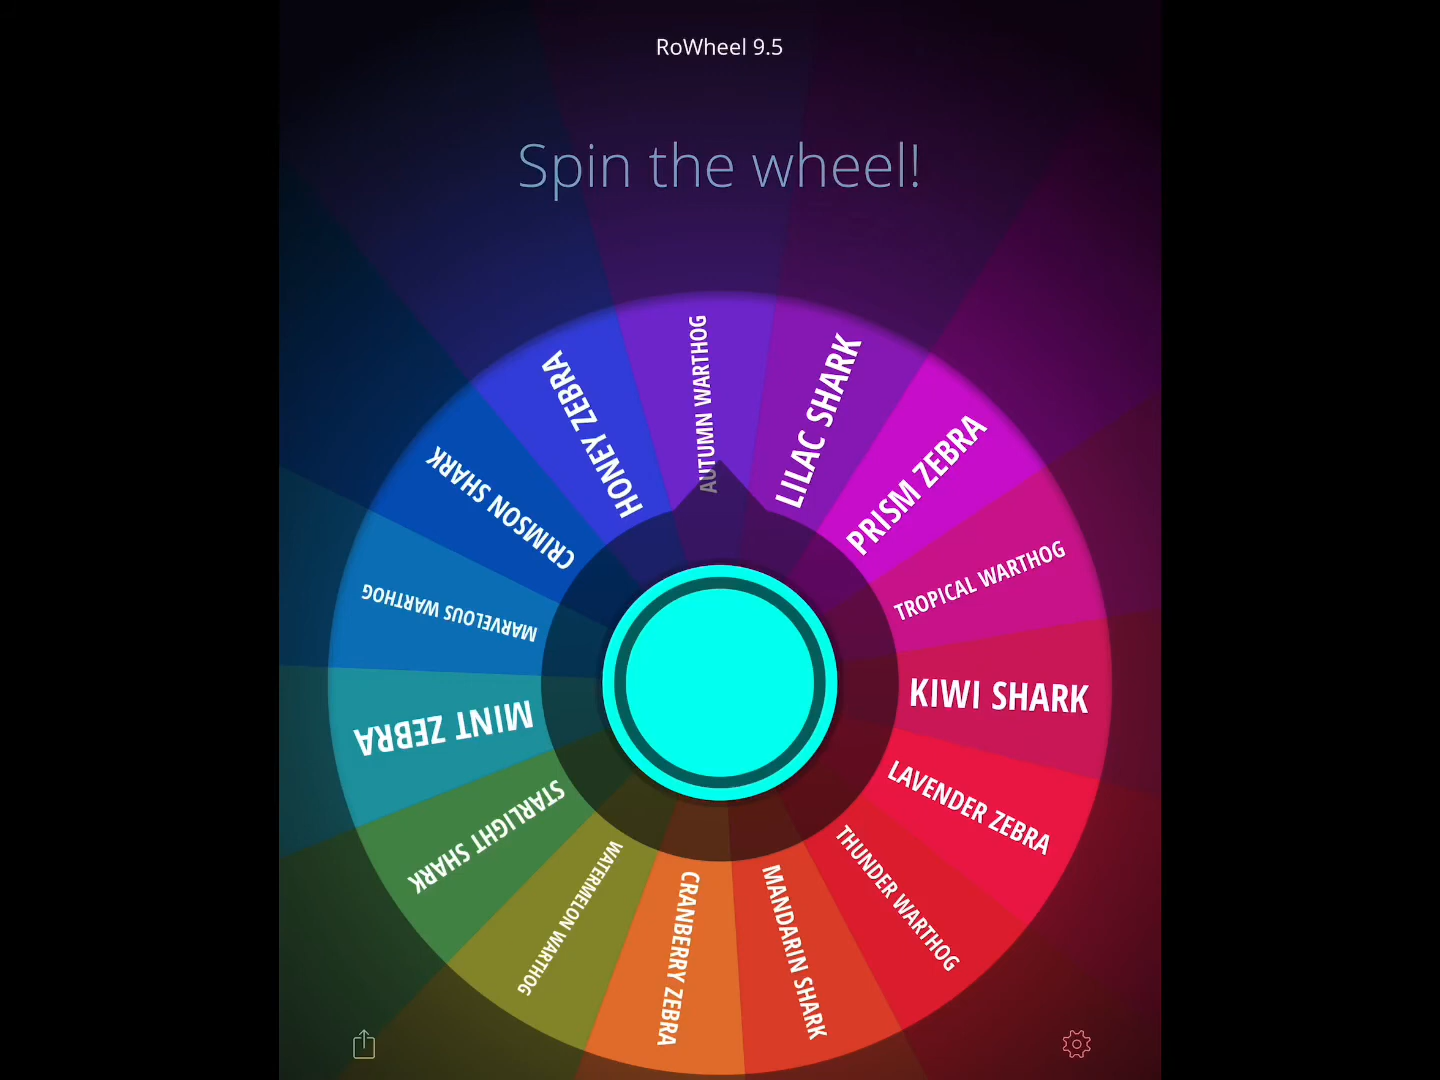 RoWheel 9.5
Spin the wheel!
AUTUMN WARTHOG
LILAC SHARK
PRISM ZEBRA
TROPICAL WARTHOG
KIWI SHARK
LAVENDER ZEBRA
THUNDER WARTHOG
MANDARIN SHARK
CRANBERRY ZEBRA
WATERMELON WARTHOG
STARLIGHT SHARK
MINT ZEBRA
MARVELOUS WARTHOG
CRIMSON SHARK
HONEY ZEBRA